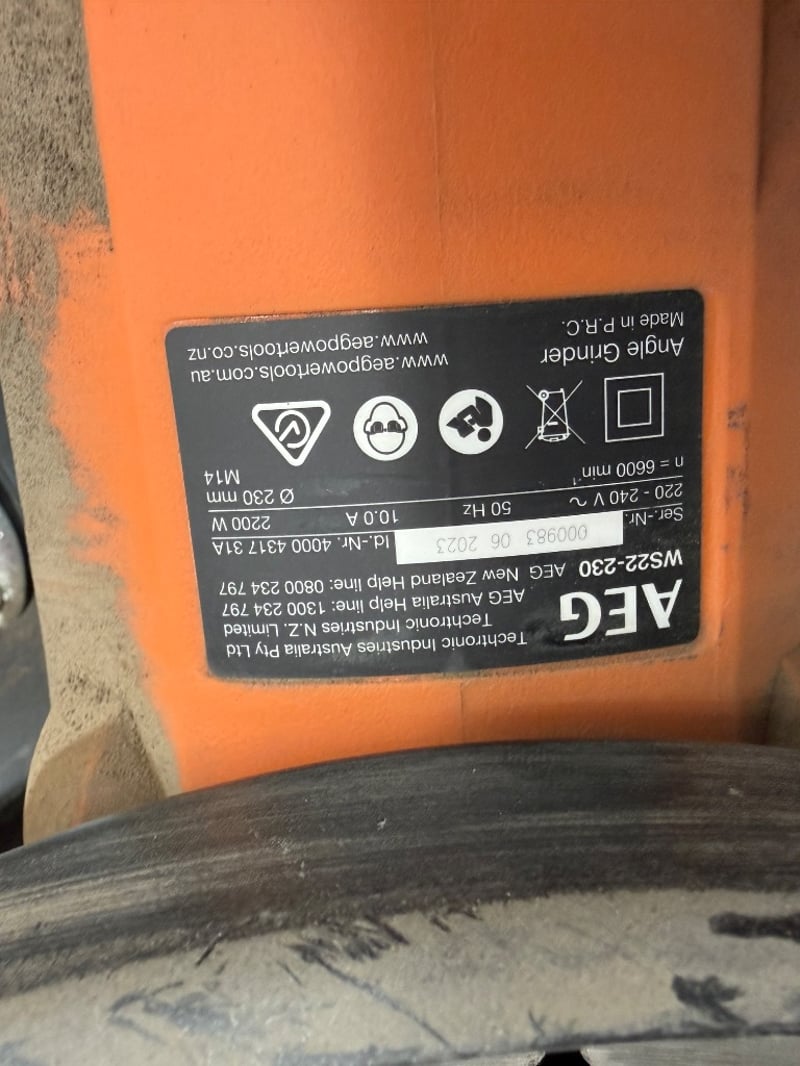 Techtronic Industries Australia Pty Ltd
Techtronic Industries N.Z. Limited
AEG
AEG Australia Help line: 1300 234 797
WS22-230 AEG New Zealand Help line: 0800 234 797
Ser.-Nr. 000983 06 2023 Id.-Nr. 4000 4317 31A
220 - 240 V ~ 50 Hz 10.0 A 2200 W
n = 6600 min⁻¹ Ø 230 mm
M14
Angle Grinder www.aegpowertools.com.au
Made in P.R.C. www.aegpowertools.co.nz